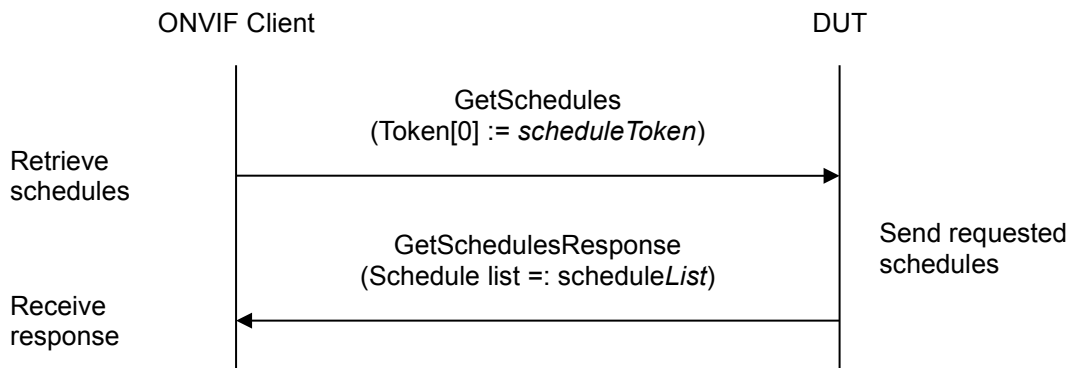 ONVIF Client
DUT
GetSchedules
(Token[0] := scheduleToken)
Retrieve
schedules
GetSchedulesResponse
(Schedule list =: scheduleList)
Send requested
schedules
Receive
response